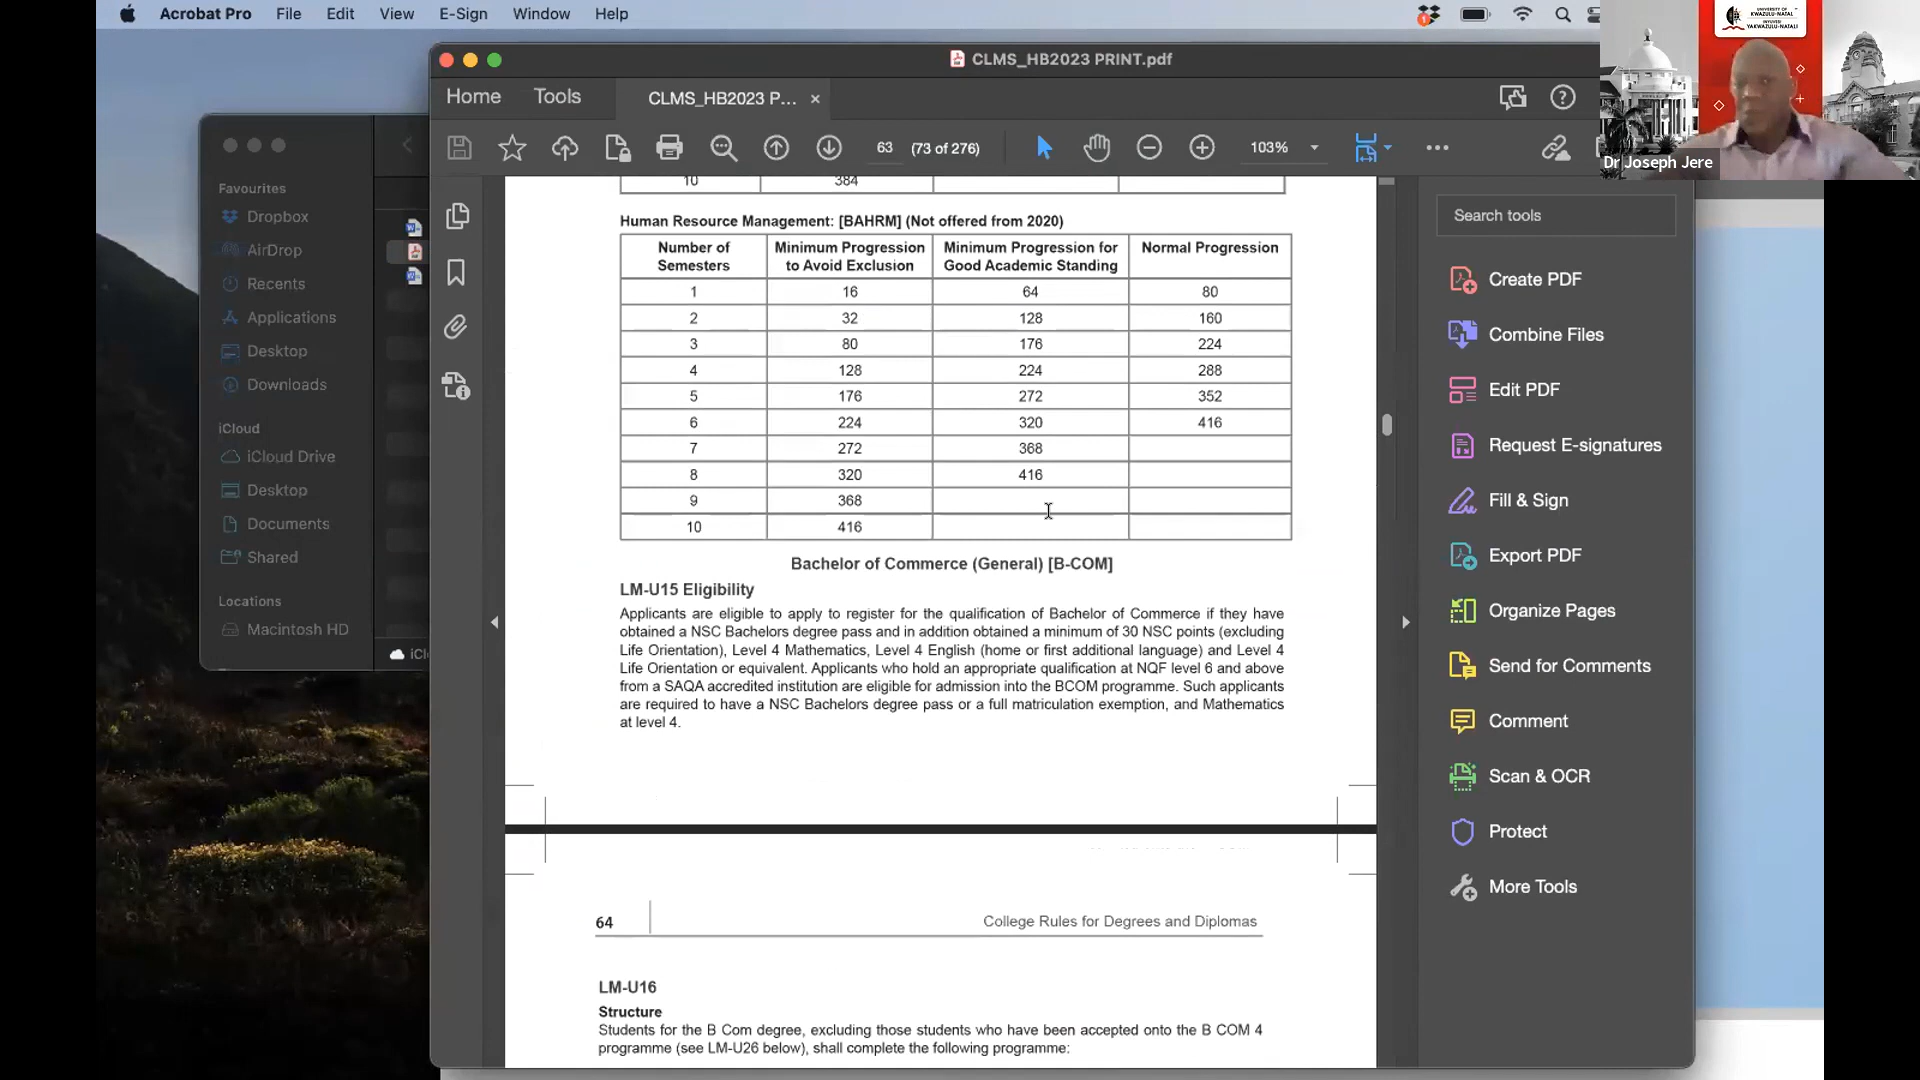 Acrobat Pro File Edit View E-Sign Window Help
1
UNIVERSITY OF
KWAZULU-NATAL
INYUVESI
YAKWAZULU-NATALI
Dr Joseph Jere
CLMS_HB2023 PRINT.pdf
Home Tools CLMS_HB2023 P... ×
63 (73 of 276) 103%
Favourites
Dropbox
AirDrop
Recents
Applications
Desktop
Downloads
iCloud
iCloud Drive
Desktop
Documents
Shared
Locations
Macintosh HD
10 384
Human Resource Management: [BAHRM] (Not offered from 2020)
Number of Minimum Progression Minimum Progression for Normal Progression
Semesters to Avoid Exclusion Good Academic Standing
1 16 64 80
2 32 128 160
3 80 176 224
4 128 224 288
5 176 272 352
6 224 320 416
7 272 368
8 320 416
9 368
10 416
Bachelor of Commerce (General) [B-COM]
LM-U15 Eligibility
Applicants are eligible to apply to register for the qualification of Bachelor of Commerce if they have
obtained a NSC Bachelors degree pass and in addition obtained a minimum of 30 NSC points (excluding
Life Orientation), Level 4 Mathematics, Level 4 English (home or first additional language) and Level 4
Life Orientation or equivalent. Applicants who hold an appropriate qualification at NQF level 6 and above
from a SAQA accredited institution are eligible for admission into the BCOM programme. Such applicants
are required to have a NSC Bachelors degree pass or a full matriculation exemption, and Mathematics
at level 4.
64 College Rules for Degrees and Diplomas
LM-U16
Structure
Students for the B Com degree, excluding those students who have been accepted onto the B COM 4
programme (see LM-U26 below), shall complete the following programme:
Search tools
Create PDF
Combine Files
Edit PDF
Request E-signatures
Fill & Sign
Export PDF
Organize Pages
Send for Comments
Comment
Scan & OCR
Protect
More Tools